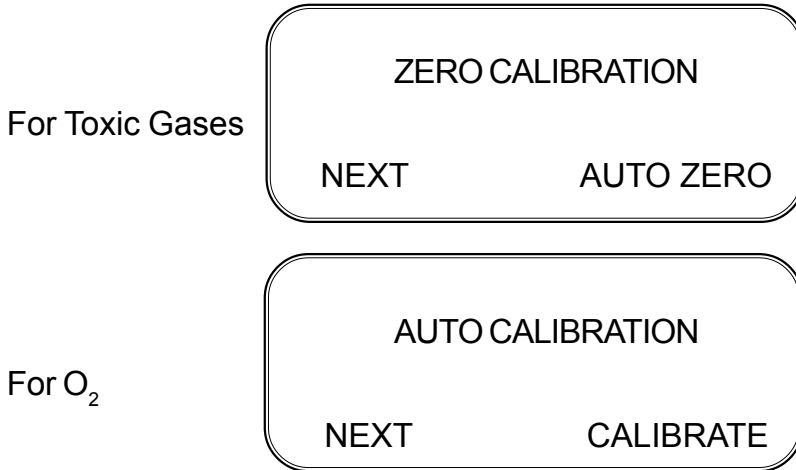 ZERO CALIBRATION
For Toxic Gases
NEXT AUTO ZERO
AUTO CALIBRATION
For O₂
NEXT CALIBRATE